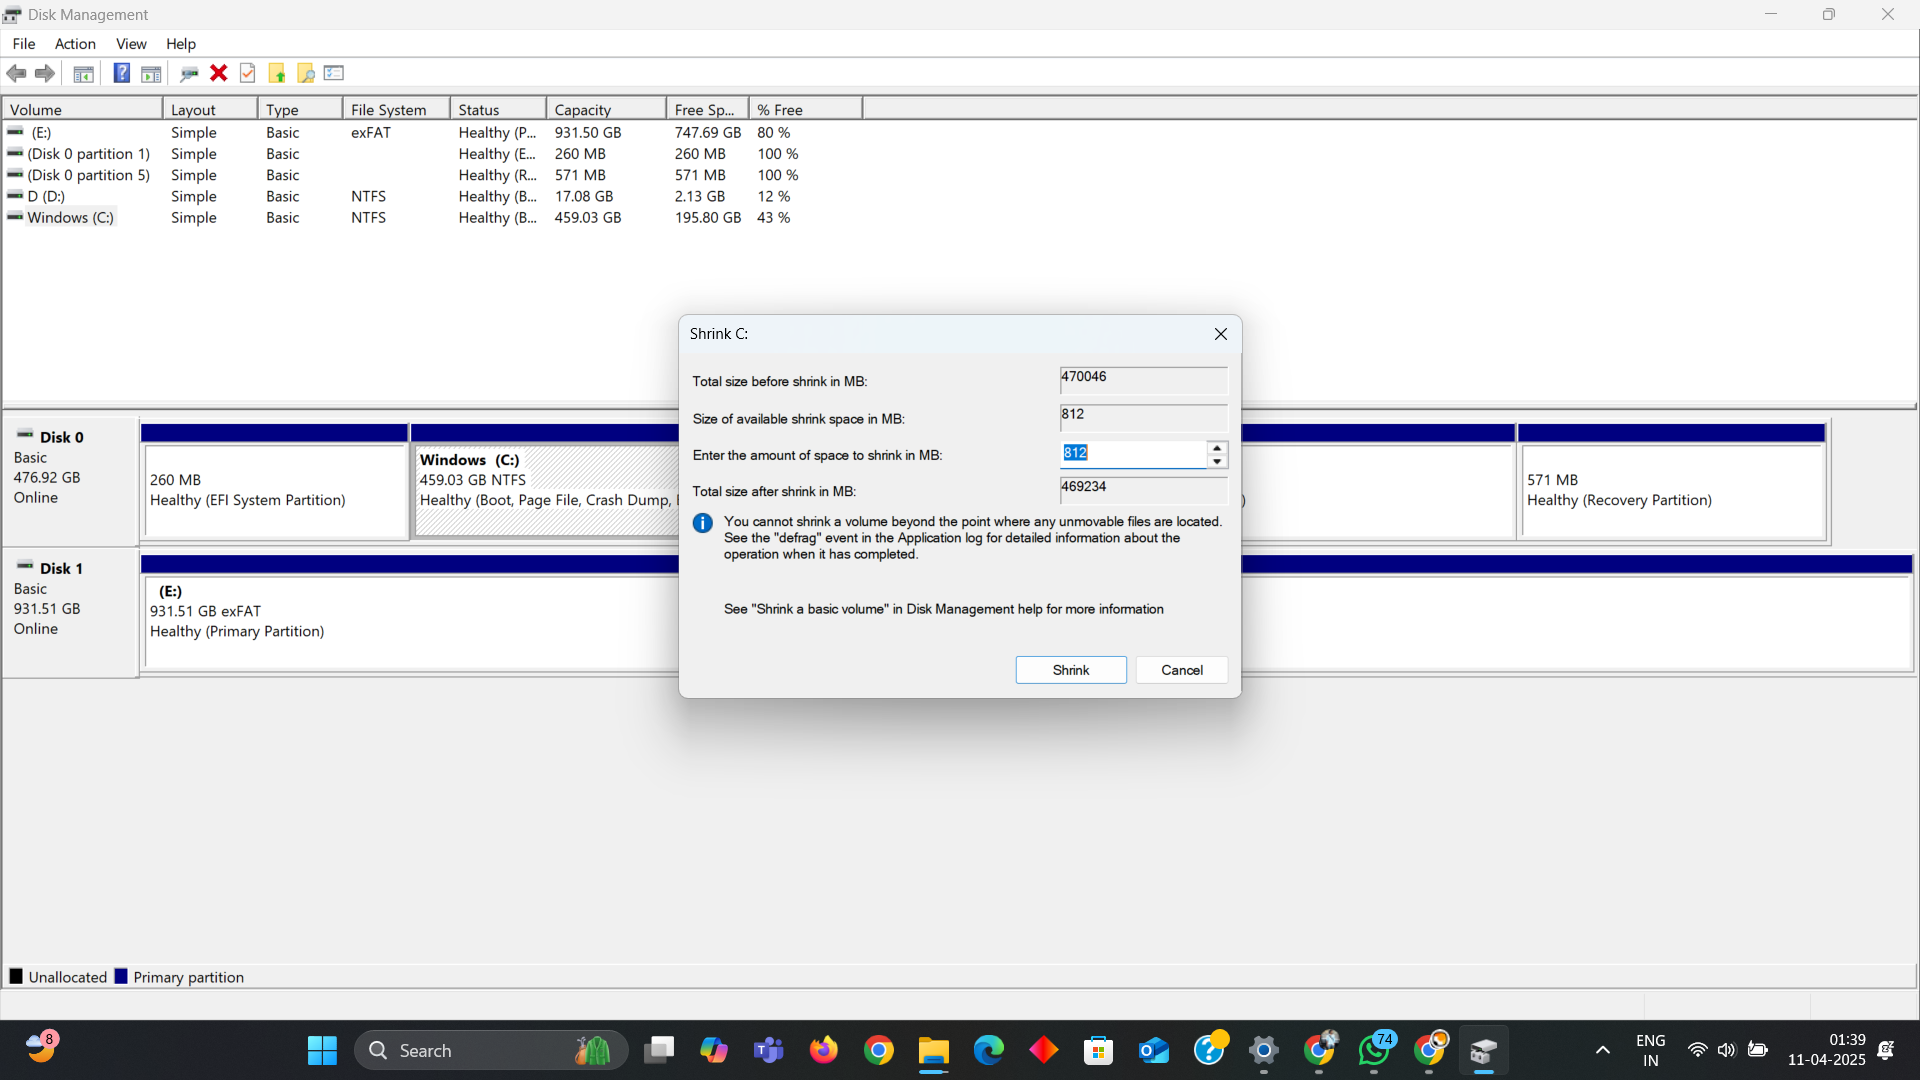 Disk Management
File Action View Help
Volume Layout Type File System Status Capacity Free Sp... % Free
(E:) Simple Basic exFAT Healthy (P... 931.50 GB 747.69 GB 80 %
(Disk 0 partition 1) Simple Basic Healthy (E... 260 MB 260 MB 100 %
(Disk 0 partition 5) Simple Basic Healthy (R... 571 MB 571 MB 100 %
D (D:) Simple Basic NTFS Healthy (B... 17.08 GB 2.13 GB 12 %
Windows (C:) Simple Basic NTFS Healthy (B... 459.03 GB 195.80 GB 43 %
Shrink C:
Total size before shrink in MB: 470046
Size of available shrink space in MB: 812
Enter the amount of space to shrink in MB: 812
Total size after shrink in MB: 469234
You cannot shrink a volume beyond the point where any unmovable files are located.
See the "defrag" event in the Application log for detailed information about the
operation when it has completed.
See "Shrink a basic volume" in Disk Management help for more information
Shrink Cancel
Disk 0
Basic
476.92 GB
Online
260 MB
Healthy (EFI System Partition)
Windows (C:)
459.03 GB NTFS
Healthy (Boot, Page File, Crash Dump,
)
571 MB
Healthy (Recovery Partition)
Disk 1
Basic
931.51 GB
Online
(E:)
931.51 GB exFAT
Healthy (Primary Partition)
Unallocated Primary partition
8
Search
74
ENG
IN
01:39
11-04-2025